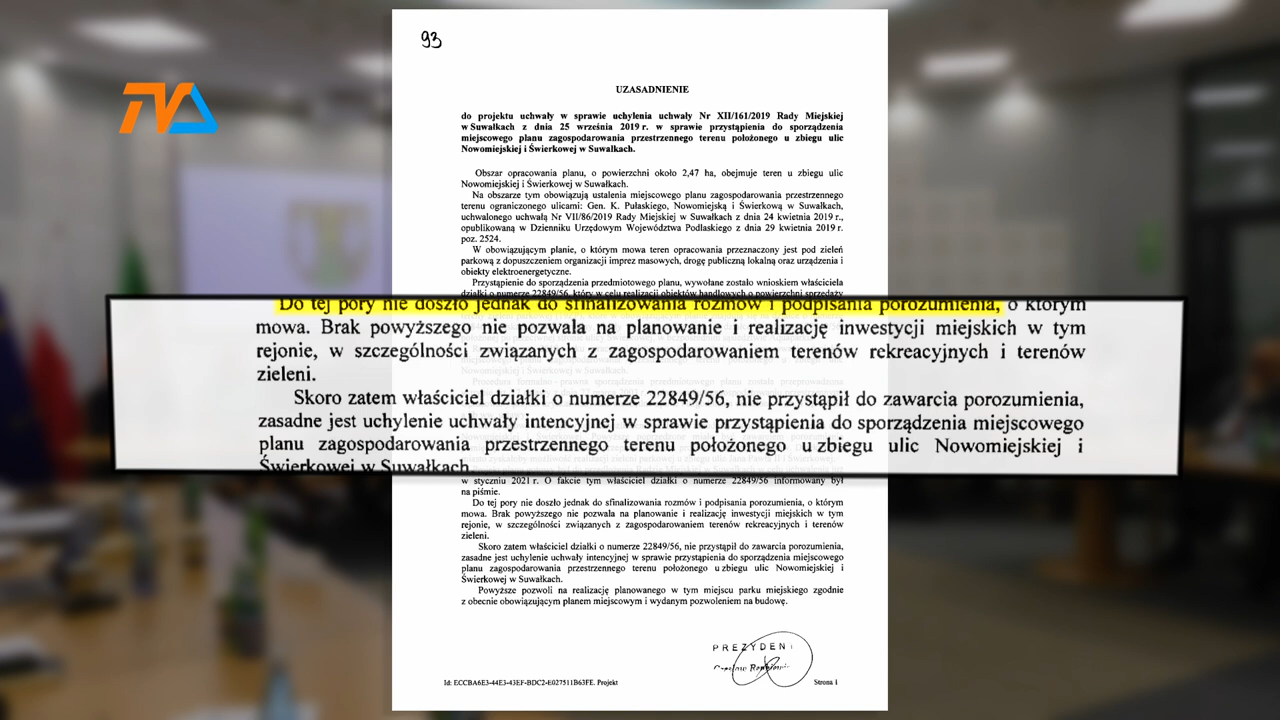 93
TVA
UZASADNIENIE
do projektu uchwały w sprawie uchylenia uchwały Nr XII/161/2019 Rady Miejskiej
w Suwałkach z dnia 25 września 2019 r. w sprawie przystąpienia do sporządzenia
miejscowego planu zagospodarowania przestrzennego terenu położonego u zbiegu ulic
Nowomiejskiej i Świerkowej w Suwałkach.
Obszar opracowania planu, o powierzchni około 2,47 ha, obejmuje teren u zbiegu ulic
Nowomiejskiej i Świerkowej w Suwałkach.
Na obszarze tym obowiązują ustalenia miejscowego planu zagospodarowania przestrzennego
terenu ograniczonego ulicami: Gen. K. Pułaskiego, Nowomiejską i Świerkową w Suwałkach,
uchwalonego uchwałą Nr VII/86/2019 Rady Miejskiej w Suwałkach z dnia 24 kwietnia 2019 r.,
opublikowaną w Dzienniku Urzędowym Województwa Podlaskiego z dnia 29 kwietnia 2019 r.
poz. 2524.
W obowiązującym planie, o którym mowa teren opracowania przeznaczony jest pod zieleń
parkową z dopuszczeniem organizacji imprez masowych, drogę publiczną lokalną oraz urządzenia i
obiekty elektroenergetyczne.
Przystąpienie do sporządzenia przedmiotowego planu, wywołane zostało wnioskiem właściciela
działki o numerze 22849/56, który w celu realizacji obiektów handlowych o powierzchni sprzedaży
Do tej pory nie doszło jednak do sfinalizowania rozmów i podpisania porozumienia, o którym
mowa. Brak powyższego nie pozwala na planowanie i realizację inwestycji miejskich w tym
rejonie, w szczególności związanych z zagospodarowaniem terenów rekreacyjnych i terenów
zieleni.
Skoro zatem właściciel działki o numerze 22849/56, nie przystąpił do zawarcia porozumienia,
zasadne jest uchylenie uchwały intencyjnej w sprawie przystąpienia do sporządzenia miejscowego
planu zagospodarowania przestrzennego terenu położonego u zbiegu ulic Nowomiejskiej i
Świerkowej w Suwałkach.
w styczniu 2021 r. O fakcie tym właściciel działki o numerze 22849/56 informowany był
na piśmie.
Do tej pory nie doszło jednak do sfinalizowania rozmów i podpisania porozumienia, o którym
mowa. Brak powyższego nie pozwala na planowanie i realizację inwestycji miejskich w tym
rejonie, w szczególności związanych z zagospodarowaniem terenów rekreacyjnych i terenów
zieleni.
Skoro zatem właściciel działki o numerze 22849/56, nie przystąpił do zawarcia porozumienia,
zasadne jest uchylenie uchwały intencyjnej w sprawie przystąpienia do sporządzenia miejscowego
planu zagospodarowania przestrzennego terenu położonego u zbiegu ulic Nowomiejskiej i
Świerkowej w Suwałkach.
Powyższe pozwoli na realizację planowanego w tym miejscu parku miejskiego zgodnie
z obecnie obowiązującym planem miejscowym i wydanym pozwoleniem na budowę.
PREZYDENT
Id: ECCBA6E3-44E3-43EF-BDC2-E027511B63FE. Projekt
Strona 1